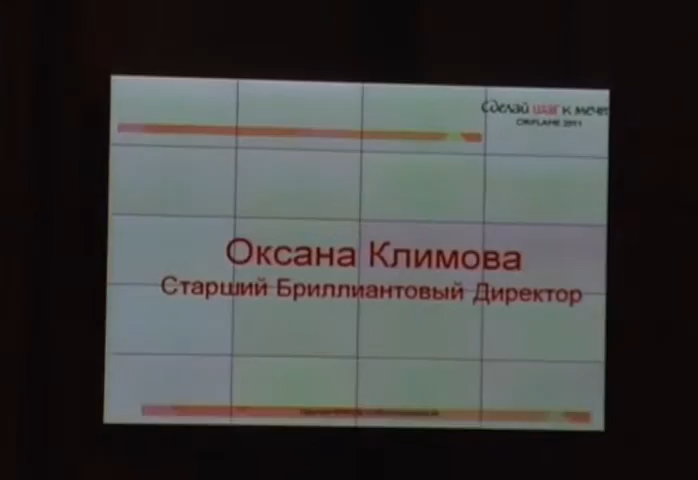 Сделай шаг к мечте
ORIFLAME 2011
Оксана Климова
Старший Бриллиантовый Директор